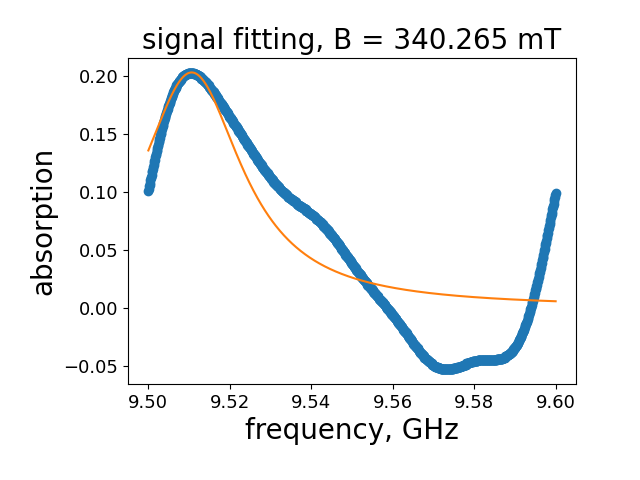 signal fitting, B = 340.265 mT
absorption
0.20
0.15
0.10
0.05
0.00
−0.05
9.50 9.52 9.54 9.56 9.58 9.60
frequency, GHz